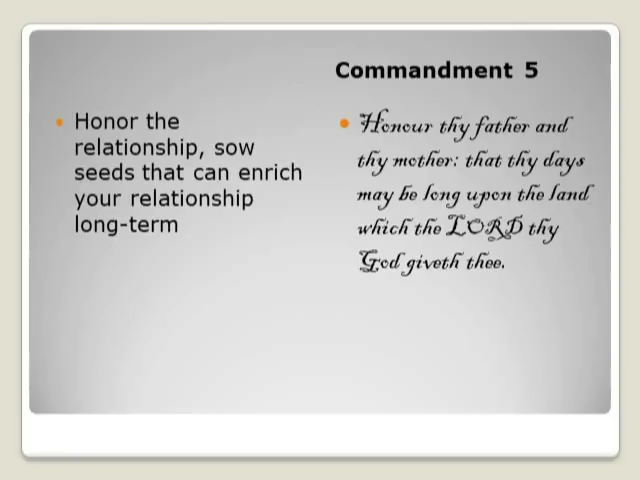 Commandment 5
Honor the
relationship, sow
seeds that can enrich
your relationship
long-term
Honour thy father and
thy mother: that thy days
may be long upon the land
which the LORD thy
God giveth thee.